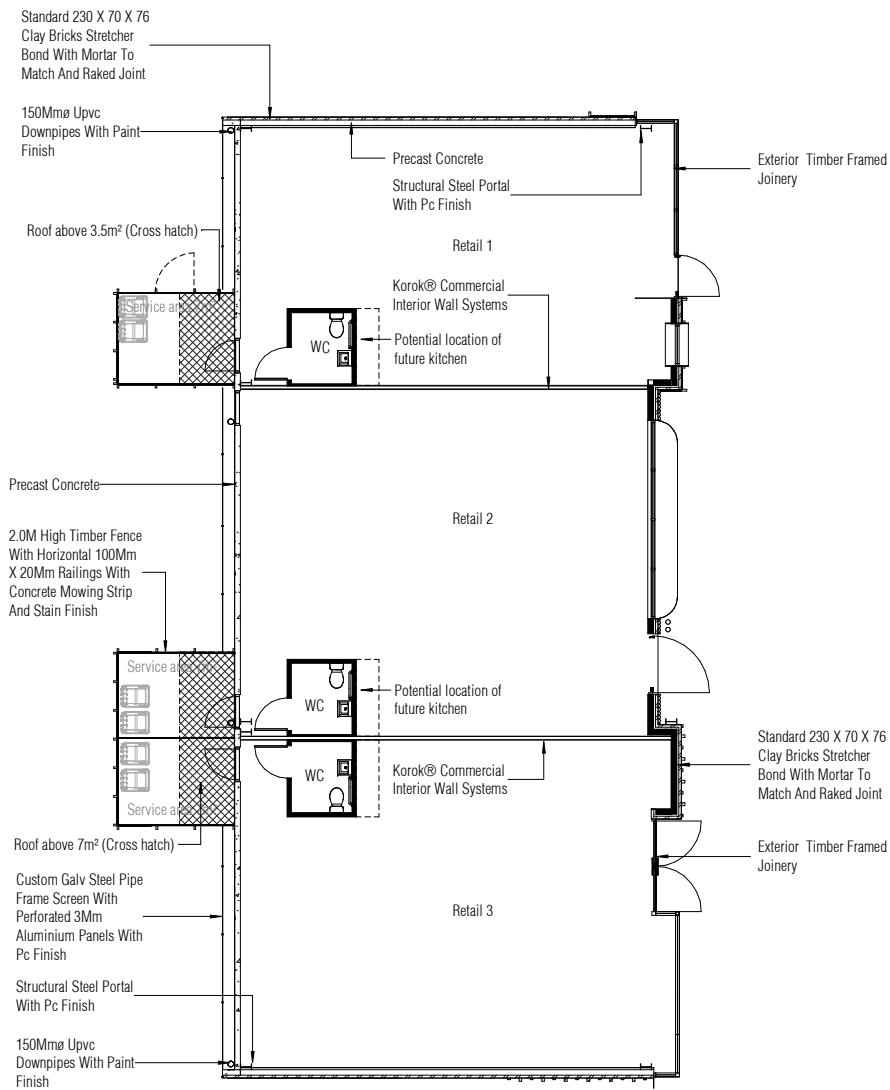 Standard 230 X 70 X 76
Clay Bricks Stretcher
Bond With Mortar To
Match And Raked Joint
150Mmø Upvc
Downpipes With Paint
Finish
Precast Concrete
Structural Steel Portal
With Pc Finish
Exterior Timber Framed
Joinery
Roof above 3.5m² (Cross hatch)
Retail 1
Service area
Korok® Commercial
Interior Wall Systems
WC
Potential location of
future kitchen
Precast Concrete
Retail 2
2.0M High Timber Fence
With Horizontal 100Mm
X 20Mm Railings With
Concrete Mowing Strip
And Stain Finish
Service area
WC
Potential location of
future kitchen
WC
Korok® Commercial
Interior Wall Systems
Standard 230 X 70 X 76
Clay Bricks Stretcher
Bond With Mortar To
Match And Raked Joint
Service area
Roof above 7m² (Cross hatch)
Exterior Timber Framed
Joinery
Custom Galv Steel Pipe
Frame Screen With
Perforated 3Mm
Aluminium Panels With
Pc Finish
Retail 3
Structural Steel Portal
With Pc Finish
150Mmø Upvc
Downpipes With Paint
Finish